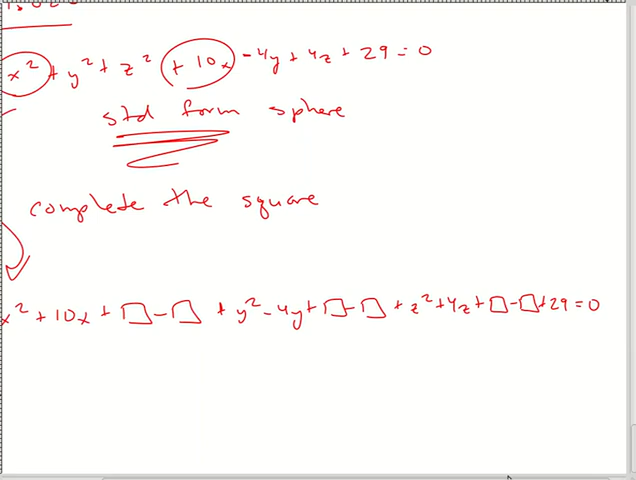 x² + y² + z² + 10x - 4y + 4z + 29 = 0
std form sphere
complete the square
x² + 10x + □ - □ + y² - 4y + □ - □ + z² + 4z + □ - □ + 29 = 0